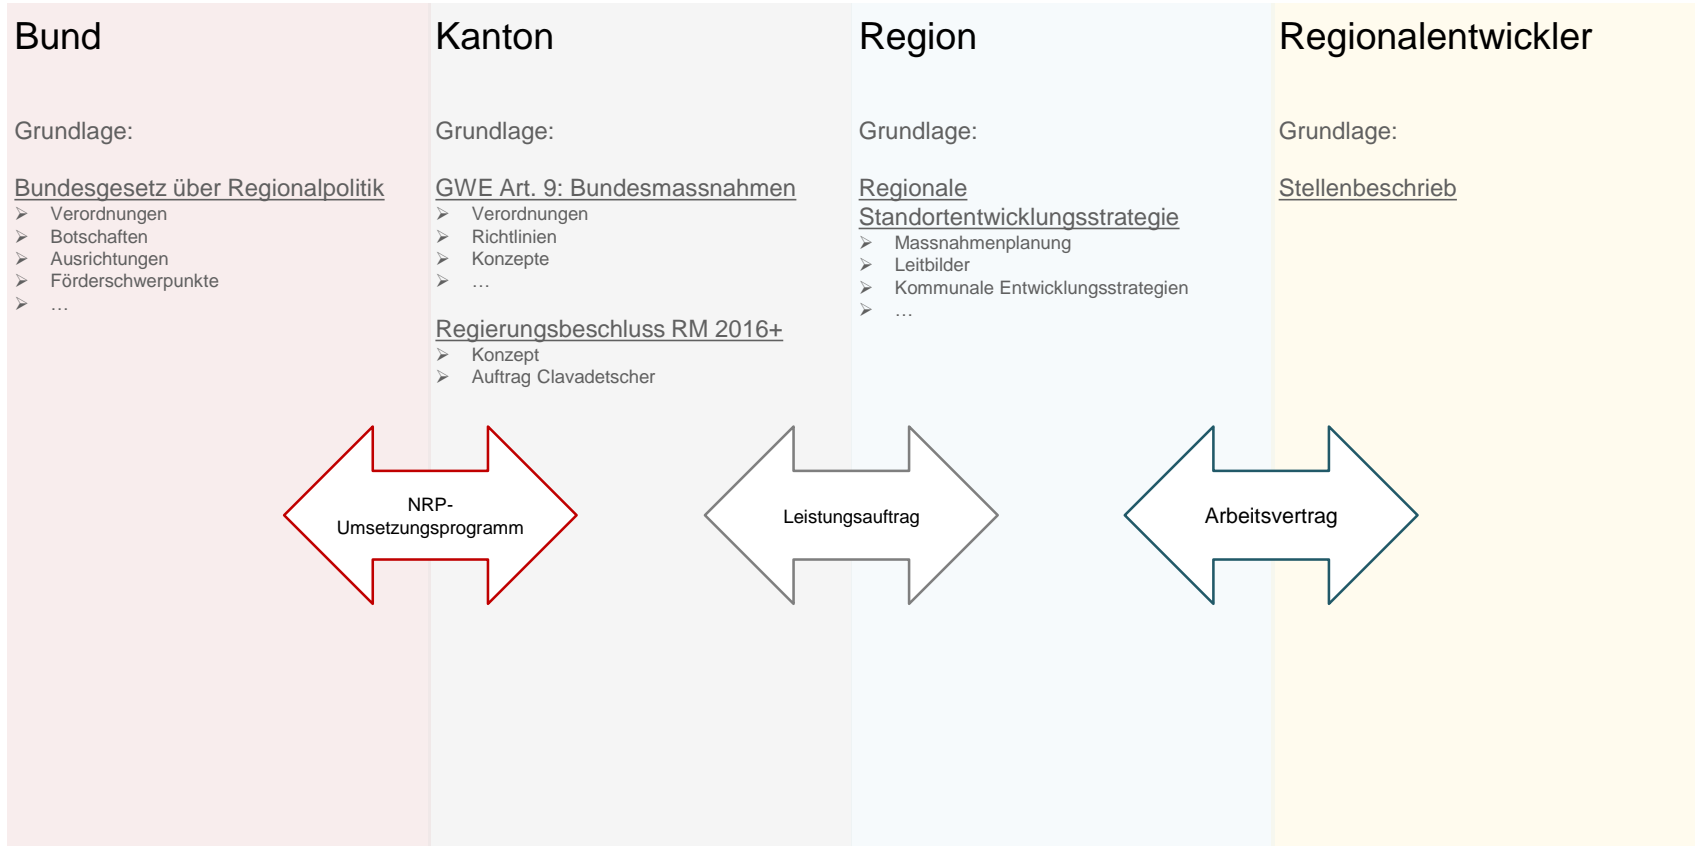 Bund
Grundlage:
Bundesgesetz über Regionalpolitik
➢ Verordnungen
➢ Botschaften
➢ Ausrichtungen
➢ Förderschwerpunkte
➢ …
Kanton
Grundlage:
GWE Art. 9: Bundesmassnahmen
➢ Verordnungen
➢ Richtlinien
➢ Konzepte
➢ …
Regierungsbeschluss RM 2016+
➢ Konzept
➢ Auftrag Clavadetscher
Region
Grundlage:
Regionale
Standortentwicklungsstrategie
➢ Massnahmenplanung
➢ Leitbilder
➢ Kommunale Entwicklungsstrategien
➢ …
Regionalentwickler
Grundlage:
Stellenbeschrieb
NRP-
Umsetzungsprogramm
Leistungsauftrag
Arbeitsvertrag